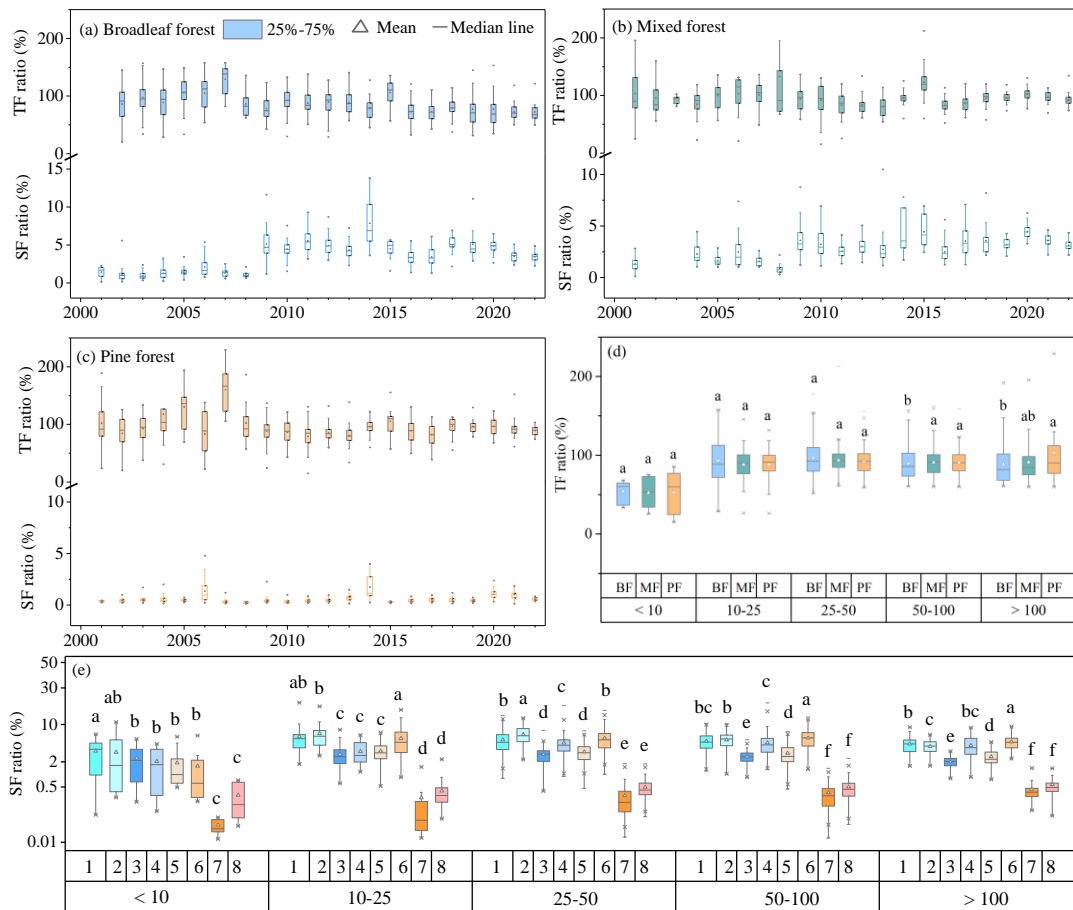 (a) Broadleaf forest 25%-75% Mean Median line
TF ratio (%)
200
100
0
SF ratio (%)
15
10
5
0
2000 2005 2010 2015 2020
(b) Mixed forest
TF ratio (%)
200
100
0
SF ratio (%)
10
5
0
2000 2005 2010 2015 2020
(c) Pine forest
TF ratio (%)
200
100
0
SF ratio (%)
10
5
0
2000 2005 2010 2015 2020
(d)
TF ratio (%)
200
100
0
a a a a a a a a a b a a b ab a
BF MF PF BF MF PF BF MF PF BF MF PF BF MF PF
< 10 10-25 25-50 50-100 > 100
(e)
SF ratio (%)
50
30
10
2
0.5
0.01
a ab b b b b c c ab b c c c a d d b a d c d b e e bc b e a d a f f b c e bc d a f f
1 2 3 4 5 6 7 8 1 2 3 4 5 6 7 8 1 2 3 4 5 6 7 8 1 2 3 4 5 6 7 8 1 2 3 4 5 6 7 8
< 10 10-25 25-50 50-100 > 100